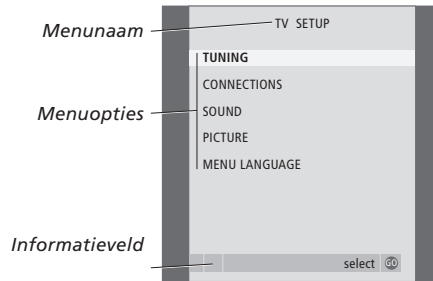 Menunaam
TV SETUP
TUNING
CONNECTIONS
Menuopties
SOUND
PICTURE
MENU LANGUAGE
Informatieveld
select GO